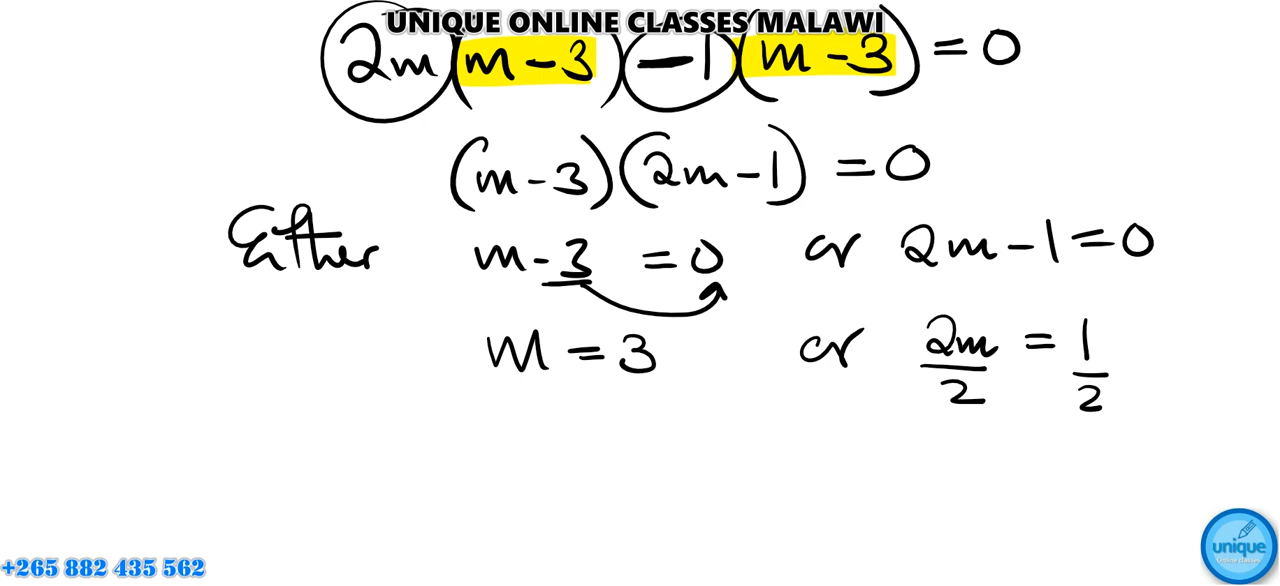 UNIQUE ONLINE CLASSES MALAWI
2m(m-3)-1(m-3)=0
(m-3)(2m-1)=0
Either m-3=0 or 2m-1=0
m=3 or 2m/2=1/2
+265 882 435 562
unique
Online classes